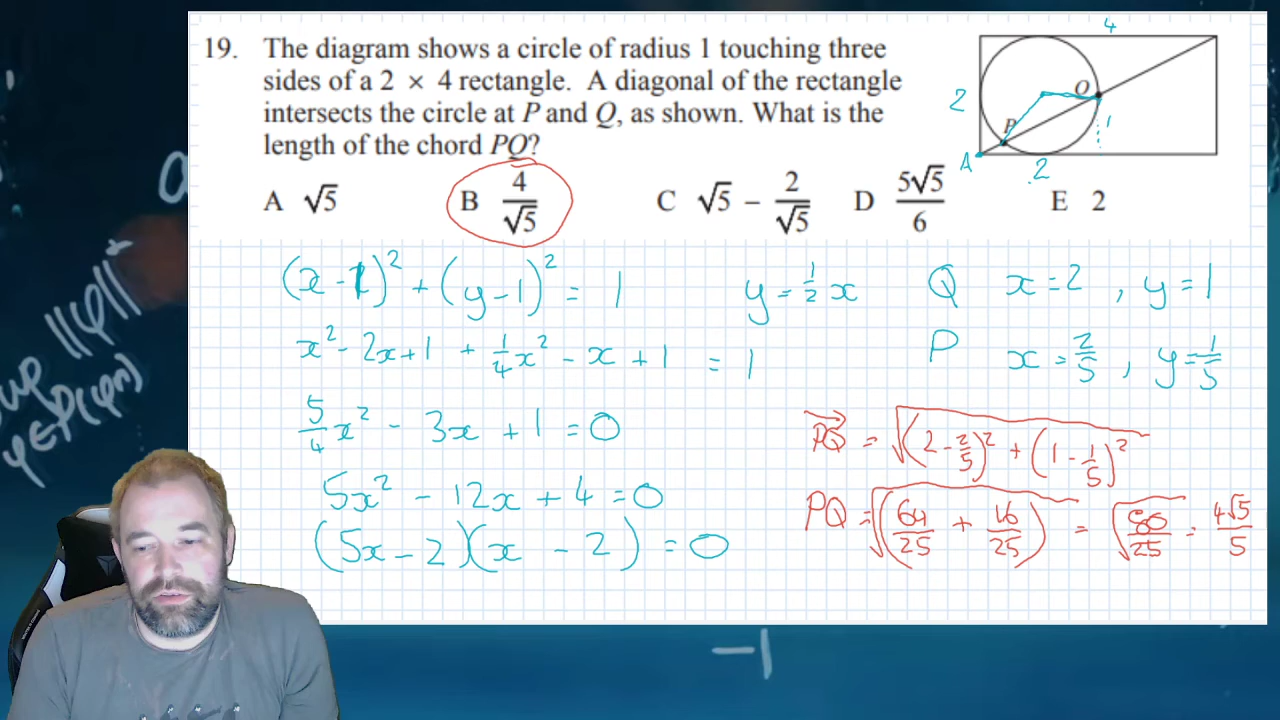 19. The diagram shows a circle of radius 1 touching three
sides of a 2 × 4 rectangle. A diagonal of the rectangle
intersects the circle at P and Q, as shown. What is the
length of the chord PQ?
A √5 B 4/√5 C √5 − 2/√5 D 5√5/6 E 2
4
2
Q
P
1
A
2
(x-1)² + (y-1)² = 1
x² - 2x+1 + 1/4x² - x + 1 = 1
5/4x² - 3x + 1 = 0
5x² - 12x + 4 = 0
(5x-2)(x-2) = 0
y = 1/2x
Q x=2, y=1
P x=2/5, y=1/5
PQ = √(2-2/5)² + (1-1/5)²
PQ = √(64/25 + 16/25) = √80/25 = 4√5/5
||φ||
φ∈P(φn)
-1